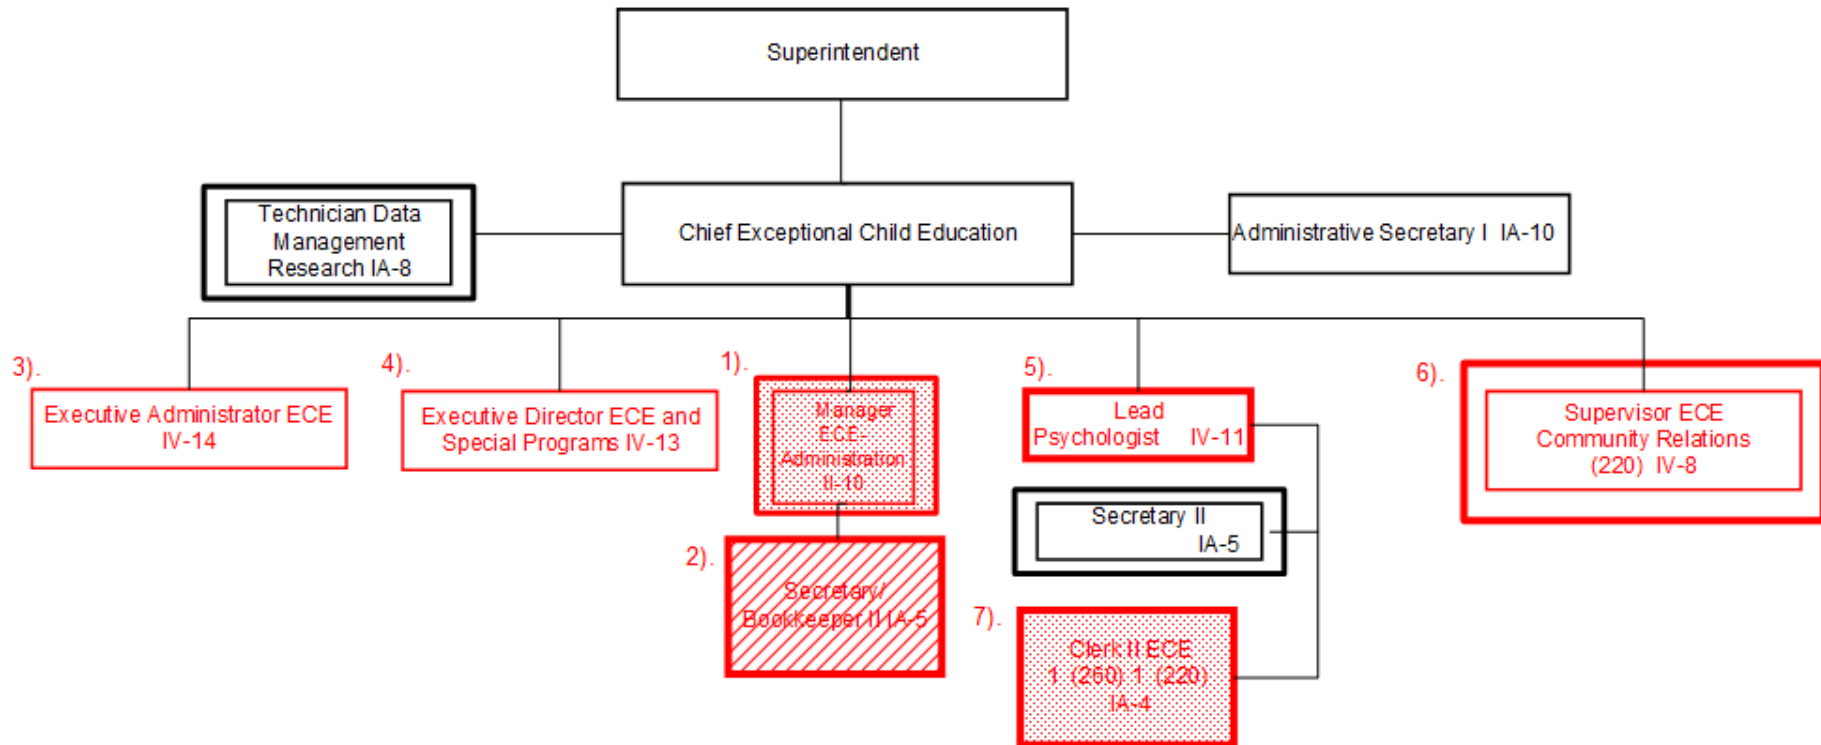 Superintendent
Technician Data
Management
Research IA-8
Chief Exceptional Child Education
Administrative Secretary I IA-10
3).
Executive Administrator ECE
IV-14
4).
Executive Director ECE and
Special Programs IV-13
1).
Manager
ECE-
Administration
II-10
5).
Lead
Psychologist IV-11
6).
Supervisor ECE
Community Relations
(220) IV-8
Secretary II
IA-5
2).
Secretary/
Bookkeeper II IA-5
7).
Clerk II ECE
1 (260) 1 (220)
IA-4